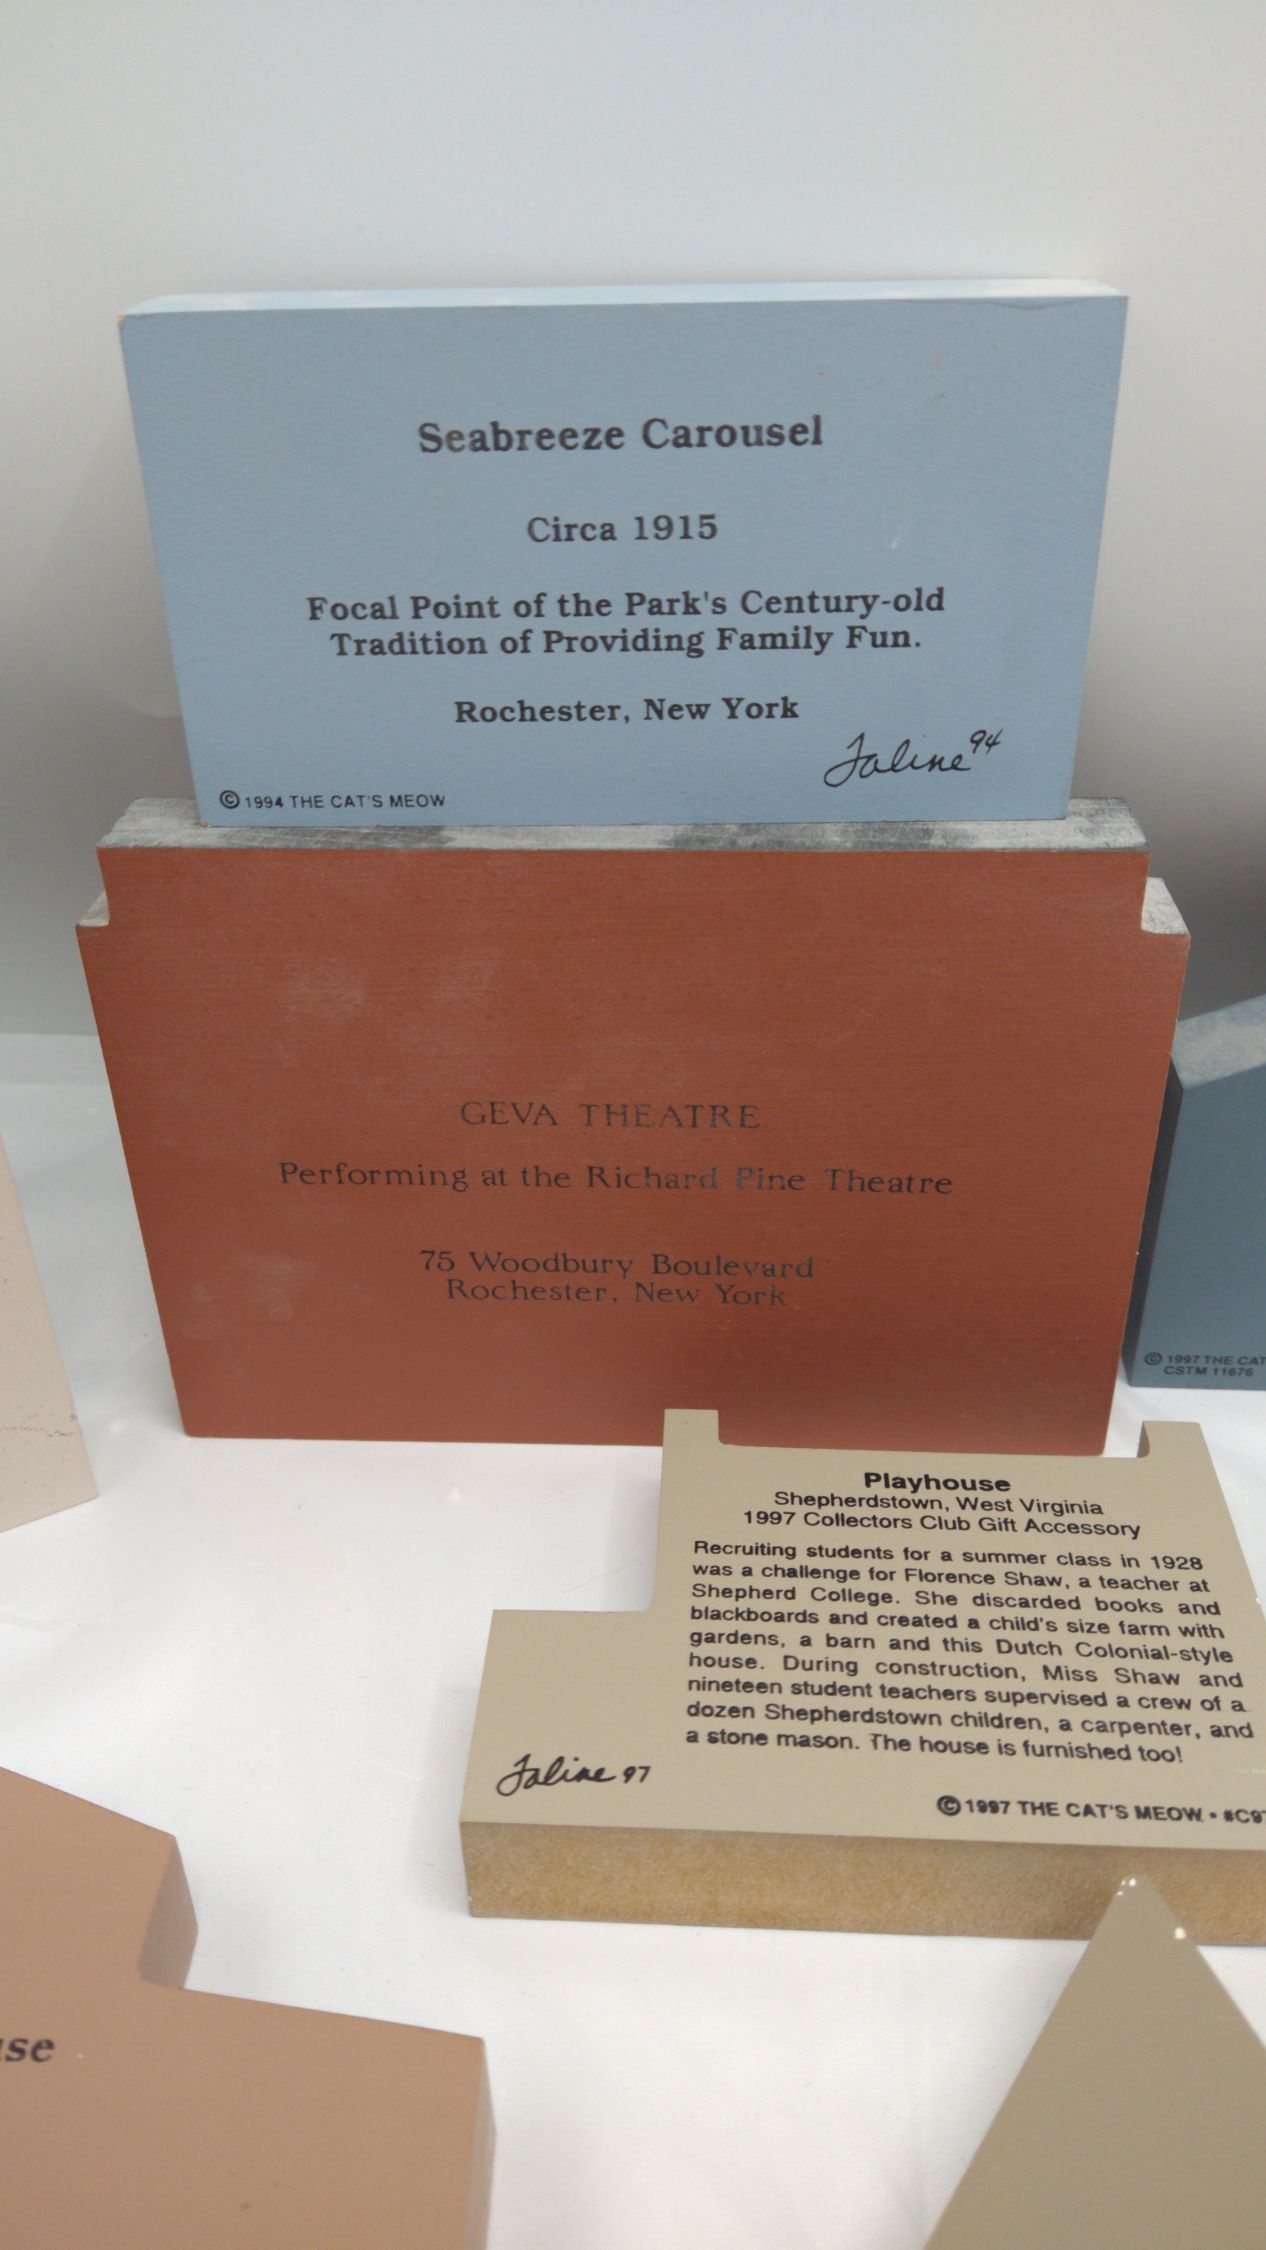 Seabreeze Carousel
Circa 1915
Focal Point of the Park's Century-old
Tradition of Providing Family Fun.
Rochester, New York
Faline 94
© 1994 THE CAT'S MEOW
GEVA THEATRE
Performing at the Richard Pine Theatre
75 Woodbury Boulevard
Rochester, New York
© 1997 THE CAT
CSTM 11676
Playhouse
Shepherdstown, West Virginia
1997 Collectors Club Gift Accessory
Recruiting students for a summer class in 1928
was a challenge for Florence Shaw, a teacher at
Shepherd College. She discarded books and
blackboards and created a child's size farm with
gardens, a barn and this Dutch Colonial-style
house. During construction, Miss Shaw and
nineteen student teachers supervised a crew of a
dozen Shepherdstown children, a carpenter, and
a stone mason. The house is furnished too!
Faline 97
© 1997 THE CAT'S MEOW • #C97